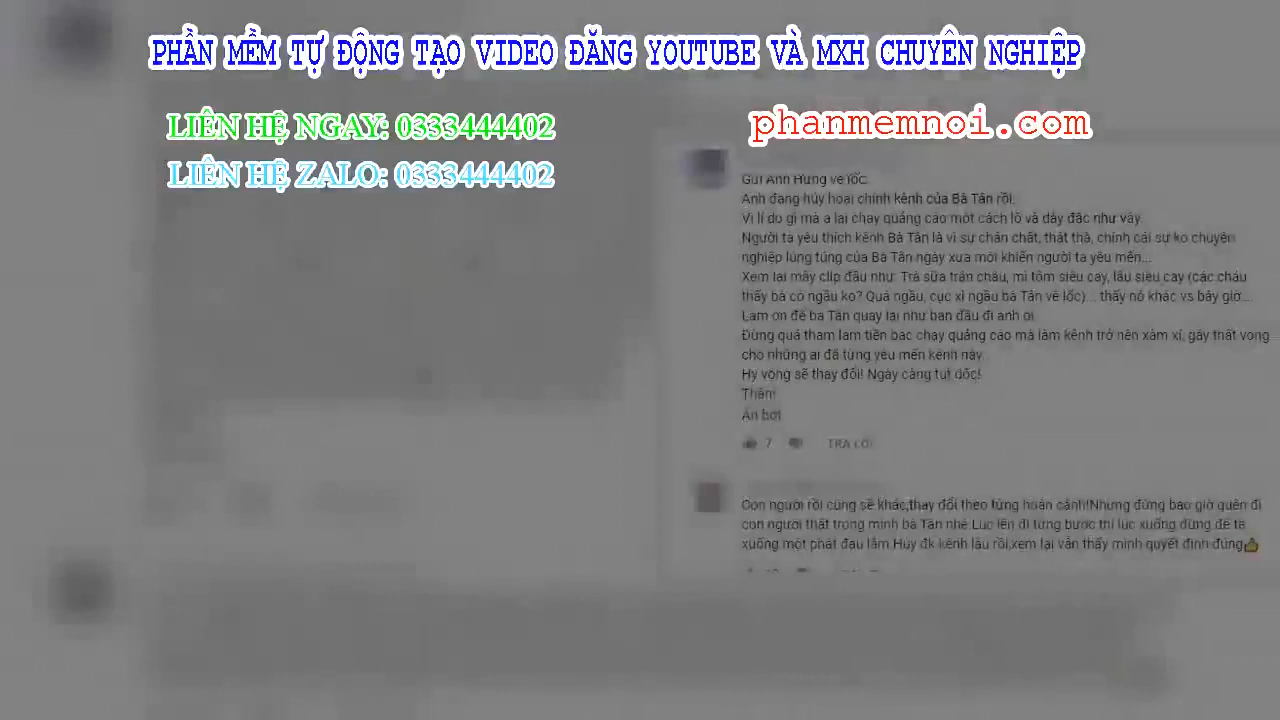 PHẦN MỀM TỰ ĐỘNG TẠO VIDEO ĐĂNG YOUTUBE VÀ MXH CHUYÊN NGHIỆP
LIÊN HỆ NGAY: 0333444402
phanmemnoi.com
LIÊN HỆ ZALO: 0333444402
Gửi Anh Hưng vê lốc.
Anh đang hủy hoại chính kênh của Bà Tân rồi.
Vì lí do gì mà a lại chạy quảng cáo một cách lố và dày đặc như vậy.
Người ta yêu thích kênh Bà Tân là vì sự chân chất, thật thà, chính cái sự ko chuyên
nghiệp lúng túng của Bà Tân ngày xưa mới khiến người ta yêu mến...
Xem lại mấy clip đầu như: Trà sữa trân châu, mì tôm siêu cay, lẩu siêu cay (các cháu
thấy bà có ngầu ko? Quá ngầu, cục xì ngầu bà Tân vê lốc)... thấy nó khác vs bây giờ...
Làm ơn để bà Tân quay lại như ban đầu đi anh ơi.
Đừng quá tham lam tiền bạc chạy quảng cáo mà làm kênh trở nên xàm xí, gây thất vọng
cho những ai đã từng yêu mến kênh này.
Hy vọng sẽ thay đổi! Ngày càng tụt dốc!
Thân!
7 TRẢ LỜI
Con người rồi cũng sẽ khác,thay đổi theo từng hoàn cảnh!Nhưng đừng bao giờ quên đi
con người thật trong mình bà Tân nhé.Lúc lên đi từng bước thì lúc xuống đừng để té
xuống một phát đau lắm.Hủy đk kênh lâu rồi,xem lại vẫn thấy mình quyết định đúng👍